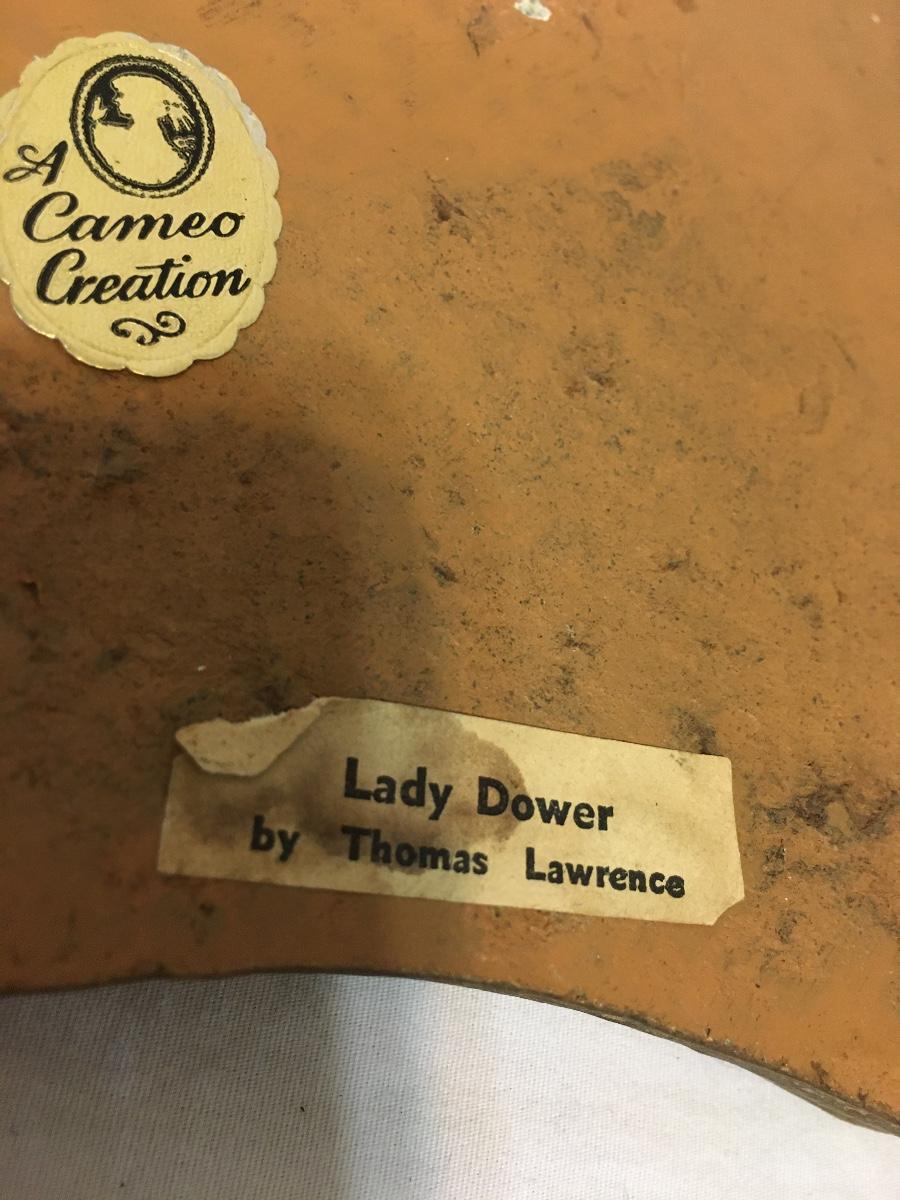 A
Cameo
Creation
Lady Dower
by Thomas Lawrence